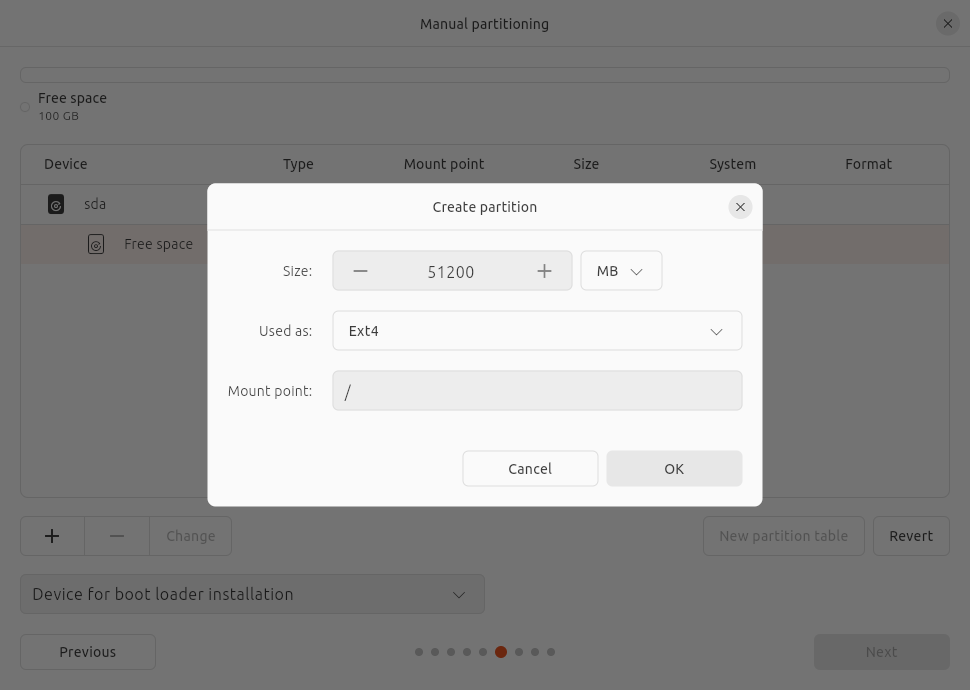 Manual partitioning
Free space
100 GB
Device Type Mount point Size System Format
sda
Free space
Create partition
Size: 51200 MB
Used as: Ext4
Mount point: /
Cancel OK
Change New partition table Revert
Device for boot loader installation
Previous Next